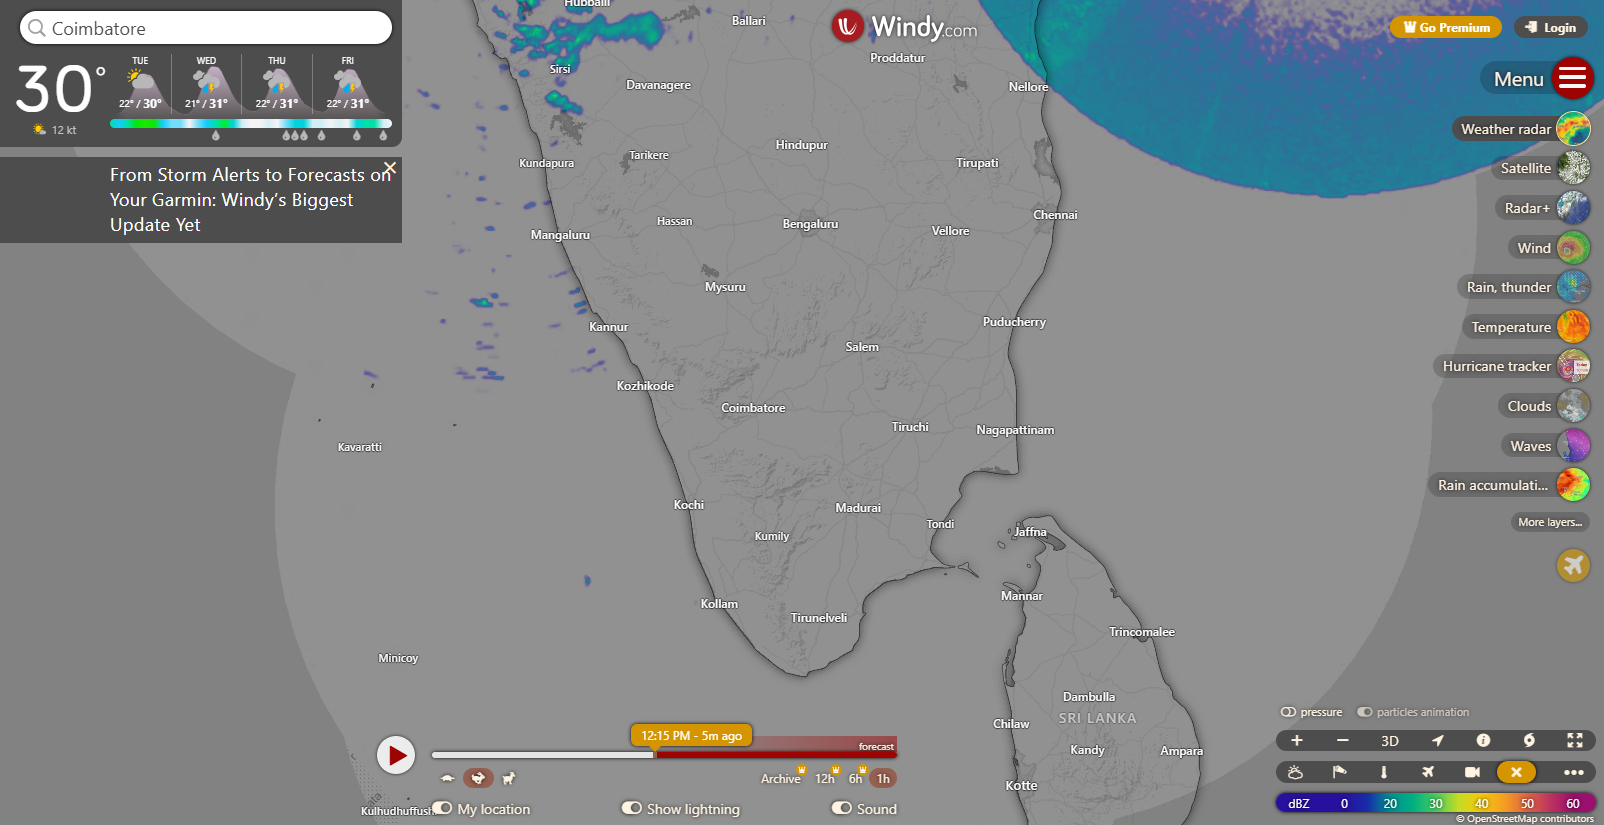 Coimbatore
30°
12 kt
TUE
22° / 30°
WED
21° / 31°
THU
22° / 31°
FRI
22° / 31°
From Storm Alerts to Forecasts on
Your Garmin: Windy's Biggest
Update Yet
Windy.com
Go Premium
Login
Menu
Weather radar
Satellite
Radar+
Wind
Rain, thunder
Temperature
Hurricane tracker
Clouds
Waves
Rain accumulati...
More layers...
Hubballi
Ballari
Proddatur
Sirsi
Davanagere
Nellore
Hindupur
Kundapura
Tarikere
Tirupati
Hassan
Bengaluru
Chennai
Mangaluru
Vellore
Mysuru
Kannur
Puducherry
Salem
Kozhikode
Coimbatore
Tiruchi
Nagapattinam
Kavaratti
Kochi
Madurai
Tondi
Jaffna
Kumily
Mannar
Kollam
Tirunelveli
Trincomalee
Minicoy
Dambulla
SRI LANKA
Chilaw
Kandy
Ampara
Kotte
Kulhudhuffush
12:15 PM - 5m ago
forecast
Archive
12h
6h
1h
My location
Show lightning
Sound
pressure
particles animation
+
−
3D
dBZ 0 20 30 40 50 60
© OpenStreetMap contributors